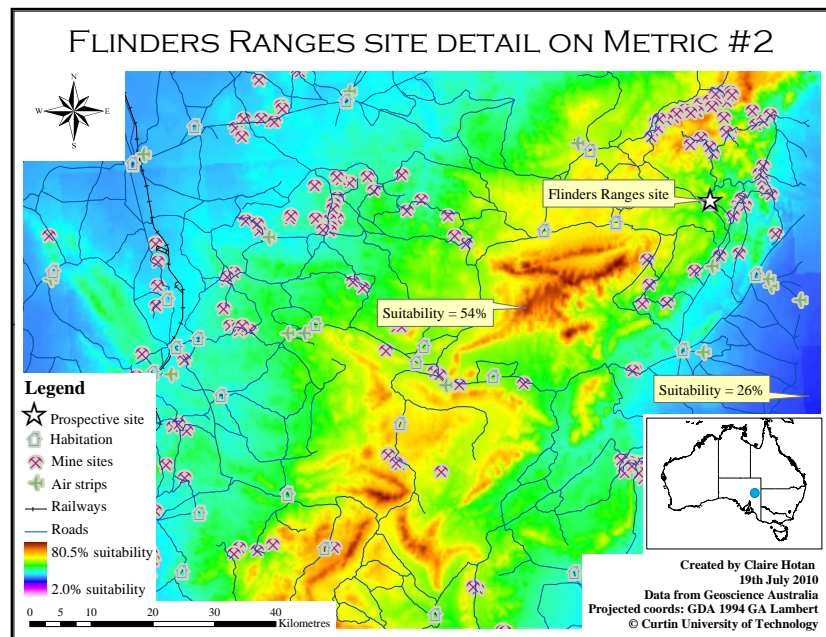 FLINDERS RANGES SITE DETAIL ON METRIC #2
N
W
E
S
Flinders Ranges site
Suitability = 54%
Suitability = 26%
Legend
Prospective site
Habitation
Mine sites
Air strips
Railways
Roads
80.5% suitability
2.0% suitability
0 5 10 20 30 40
Kilometres
Created by Claire Hotan
19th July 2010
Data from Geoscience Australia
Projected coords: GDA 1994 GA Lambert
© Curtin University of Technology